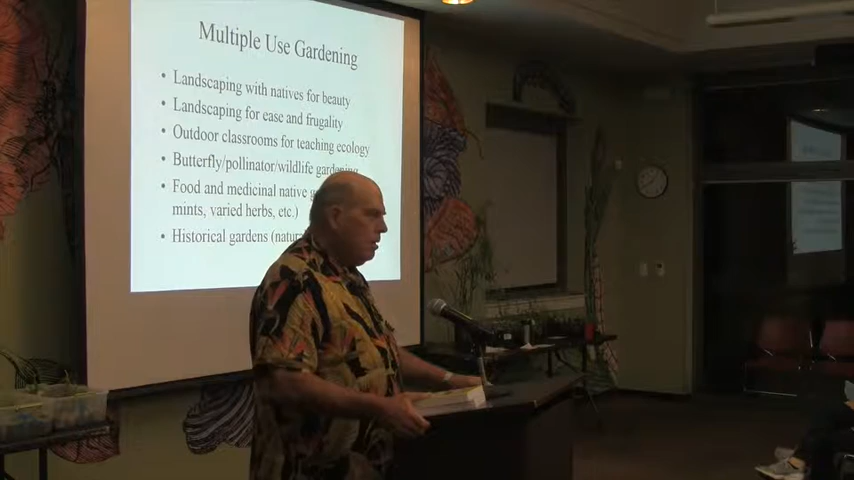 Multiple Use Gardening
• Landscaping with natives for beauty
• Landscaping for ease and frugality
• Outdoor classrooms for teaching ecology
• Butterfly/pollinator/wildlife gardening
• Food and medicinal native
mints, varied herbs, etc.)
• Historical gardens